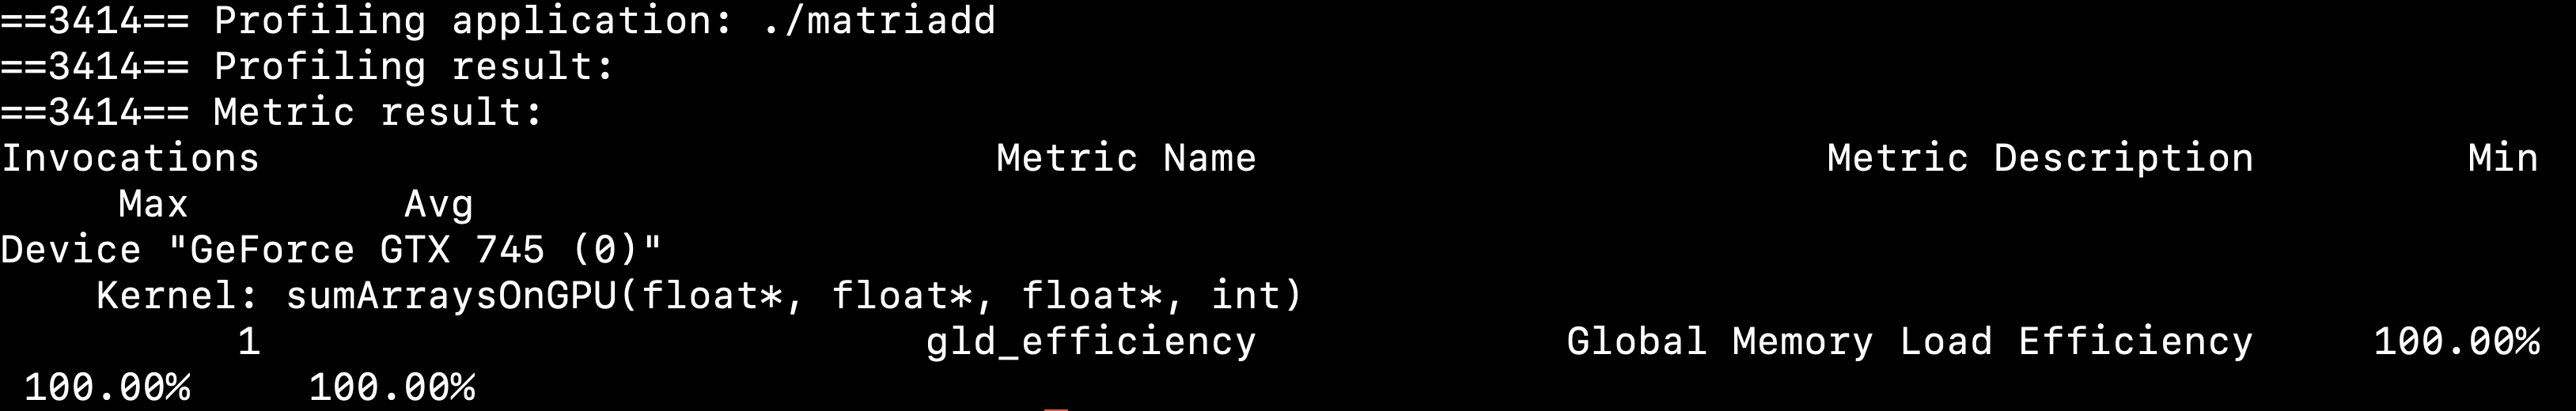 ==3414== Profiling application: ./matriadd
==3414== Profiling result:
==3414== Metric result:
Invocations                               Metric Name                        Metric Description         Min
     Max         Avg
Device "GeForce GTX 745 (0)"
    Kernel: sumArraysOnGPU(float*, float*, float*, int)
          1                            gld_efficiency             Global Memory Load Efficiency     100.00%
 100.00%     100.00%